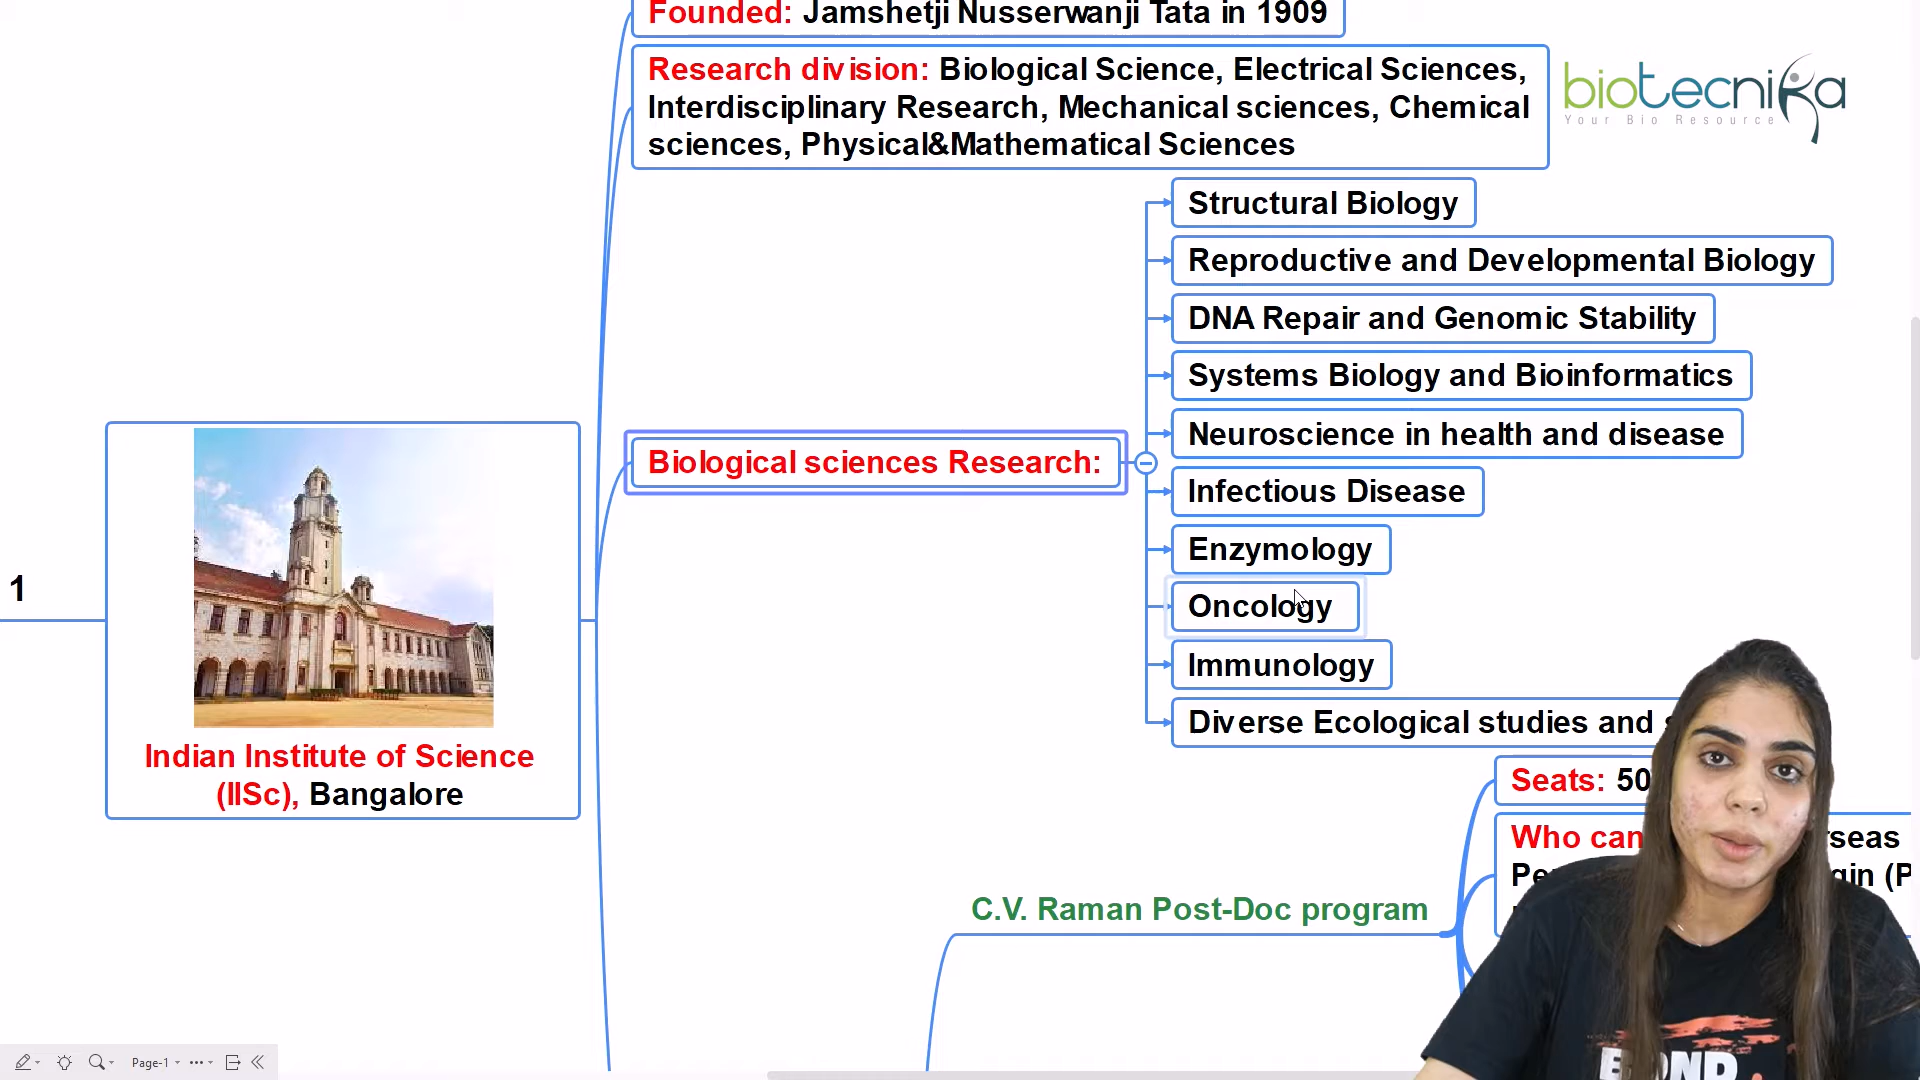 Founded: Jamshetji Nusserwanji Tata in 1909
Research division: Biological Science, Electrical Sciences,
Interdisciplinary Research, Mechanical sciences, Chemical
sciences, Physical&Mathematical Sciences
biotecnika
Your Bio Resource
Structural Biology
Reproductive and Developmental Biology
DNA Repair and Genomic Stability
Systems Biology and Bioinformatics
Neuroscience in health and disease
Biological sciences Research:
Infectious Disease
Enzymology
Oncology
Immunology
Diverse Ecological studies and
1
Indian Institute of Science
(IISc), Bangalore
Seats: 50
Who can
C.V. Raman Post-Doc program
Page-1